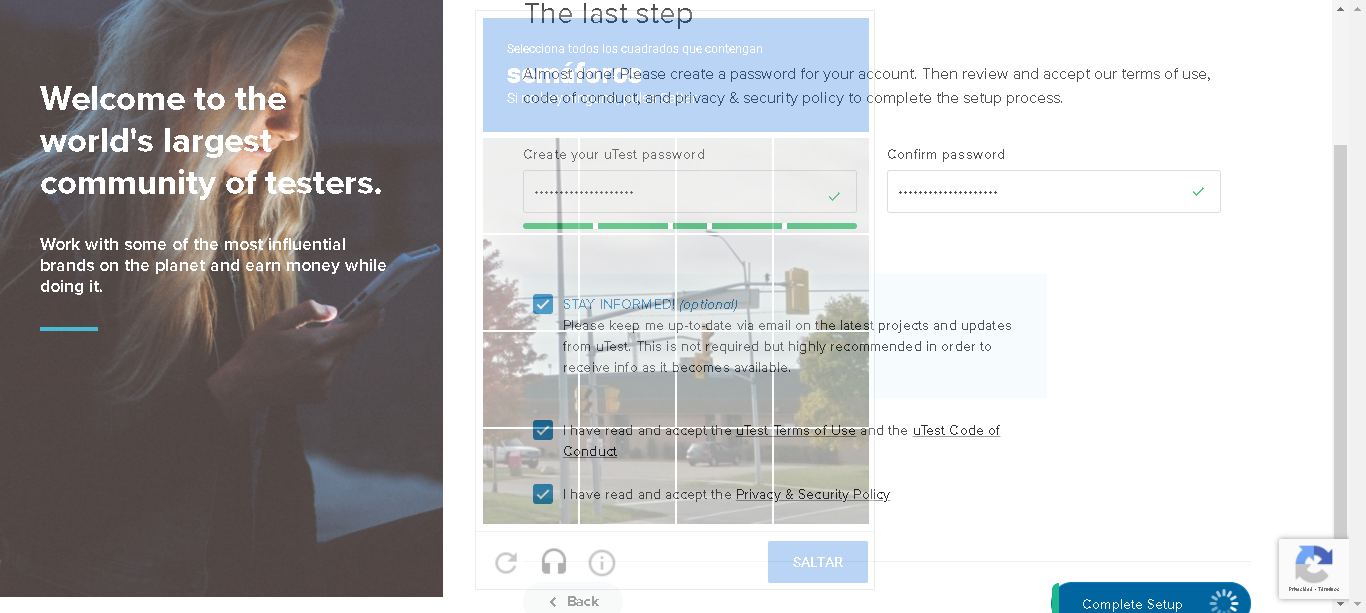 Welcome to the
world's largest
community of testers.
Work with some of the most influential
brands on the planet and earn money while
doing it.
The last step
Selecciona todos los cuadrados que contengan
semáforos
Almost done! Please create a password for your account. Then review and accept our terms of use,
code of conduct, and privacy & security policy to complete the setup process.
Create your uTest password
Confirm password
STAY INFORMED! (optional)
Please keep me up-to-date via email on the latest projects and updates
from uTest. This is not required but highly recommended in order to
receive info as it becomes available.
I have read and accept the uTest Terms of Use and the uTest Code of
Conduct
I have read and accept the Privacy & Security Policy
SALTAR
Back
Complete Setup
Privacidad - Términos